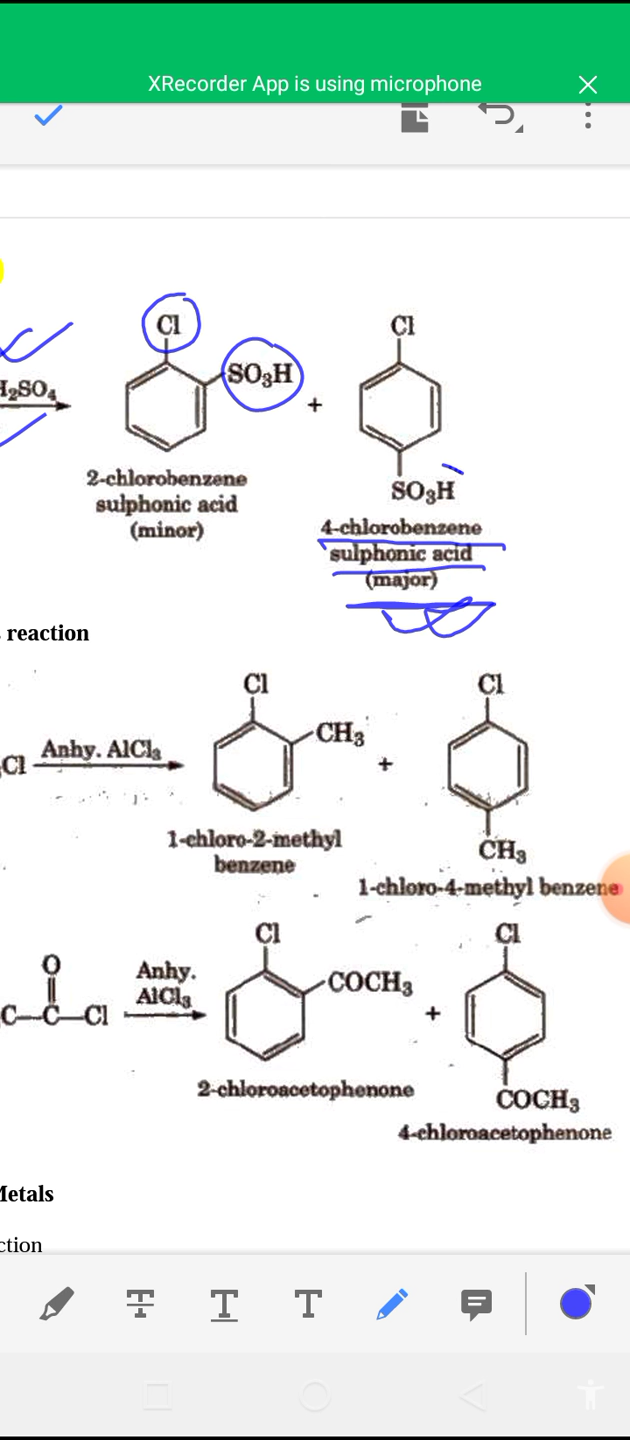 XRecorder App is using microphone
Cl
Cl
H₂SO₄
SO₃H
+
2-chlorobenzene
sulphonic acid
(minor)
SO₃H
4-chlorobenzene
sulphonic acid
(major)
reaction
Cl
Cl
CH₃
Cl
Anhy. AlCl₃
+
1-chloro-2-methyl
benzene
CH₃
1-chloro-4-methyl benzene
Cl
Cl
O
Anhy.
AlCl₃
COCH₃
C—C—Cl
+
2-chloroacetophenone
COCH₃
4-chloroacetophenone
Metals
ction
T
T
T